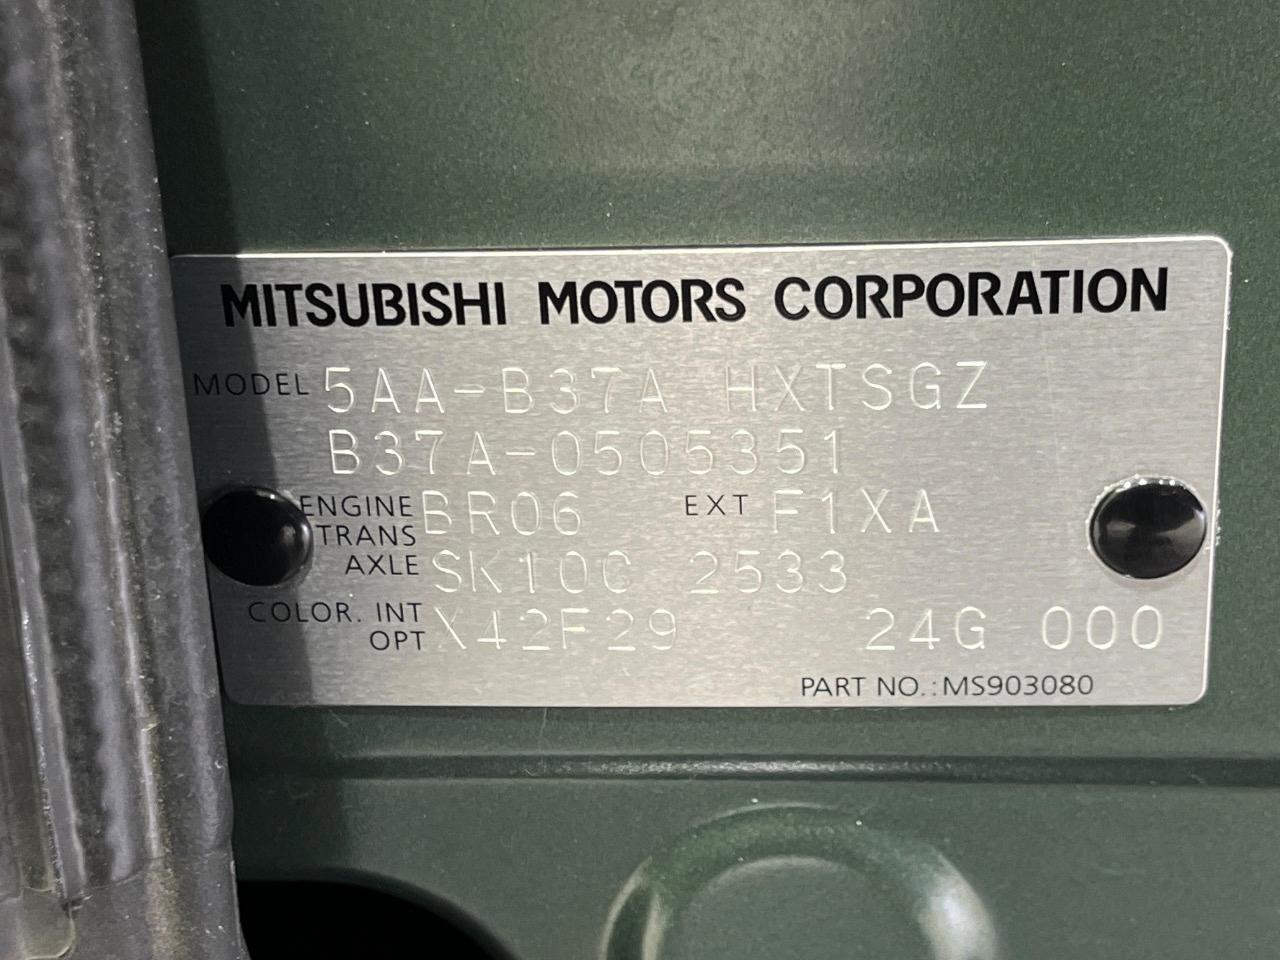 MITSUBISHI MOTORS CORPORATION
MODEL 5AA-B37A HXTSGZ
B37A-0505351
ENGINE BR06 EXT F1XA
TRANS
AXLE SK10C 2533
COLOR. INT
OPT X42F29 24G 000
PART NO.:MS903080